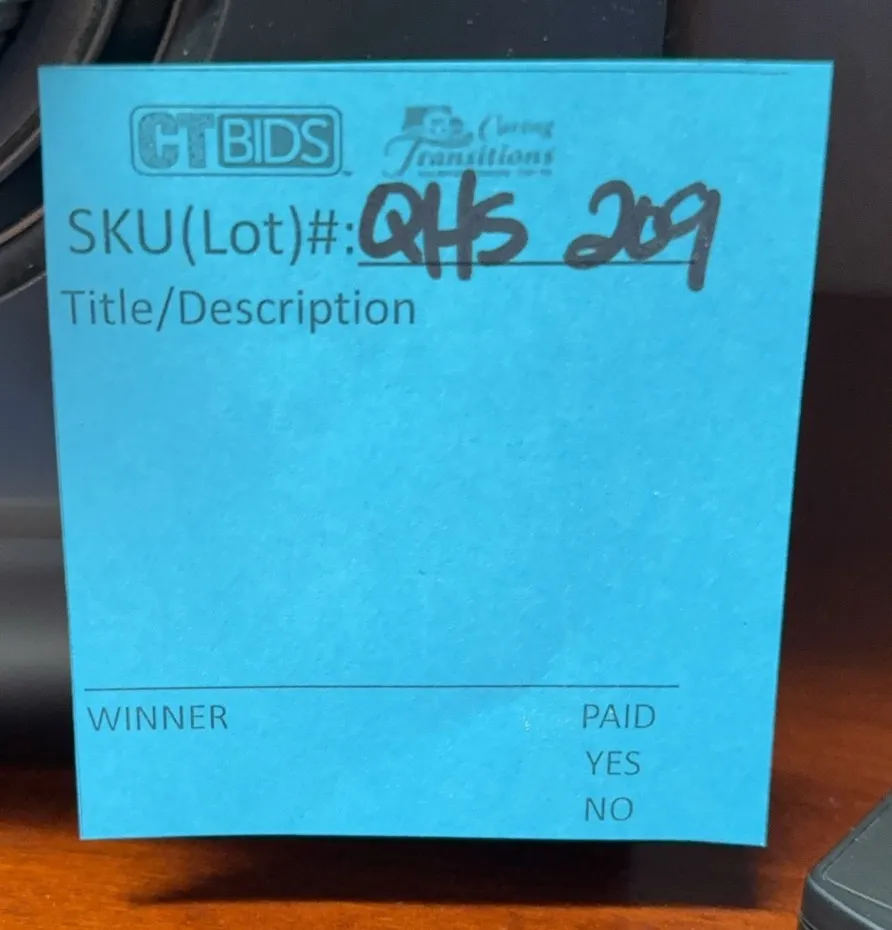 CTBIDS
Caring
Transitions
SKU(Lot)#: QHS 209
Title/Description
WINNER PAID
YES
NO